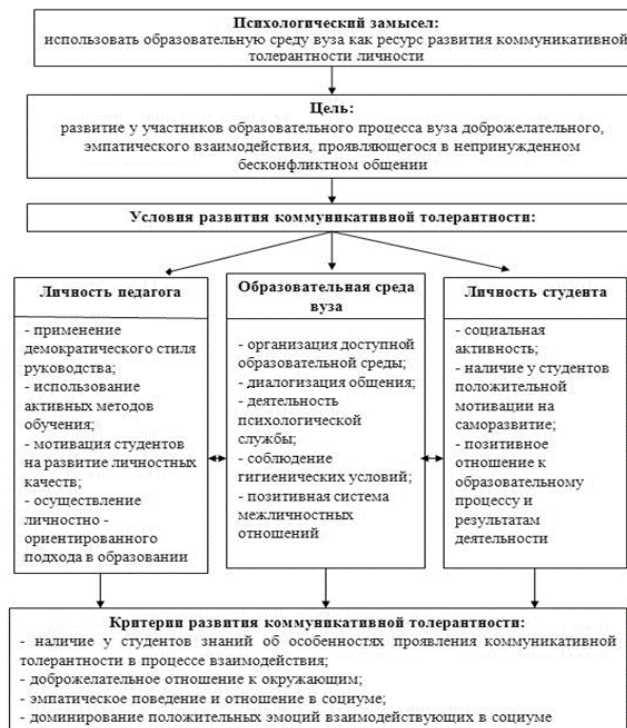 Психологический замысел:
использовать образовательную среду вуза как ресурс развития коммуникативной
толерантности личности
Цель:
развитие у участников образовательного процесса вуза доброжелательного,
эмпатического взаимодействия, проявляющегося в непринужденном
бесконфликтном общении
Условия развития коммуникативной толерантности:
Личность педагога
- применение
демократического стиля
руководства;
- использование
активных методов
обучения;
- мотивация студентов
на развитие личностных
качеств;
- осуществление
личностно -
ориентированного
подхода в образовании
Образовательная среда
вуза
- организация доступной
образовательной среды;
- диалогизация общения;
- деятельность
психологической
службы;
- соблюдение
гигиенических условий;
- позитивная система
межличностных
отношений
Личность студента
- социальная
активность;
- наличие у студентов
положительной
мотивации на
саморазвитие;
- позитивное
отношение к
образовательному
процессу и
результатам
деятельности
Критерии развития коммуникативной толерантности:
- наличие у студентов знаний об особенностях проявления коммуникативной
толерантности в процессе взаимодействия;
- доброжелательное отношение к окружающим;
- эмпатическое поведение и отношение в социуме;
- доминирование положительных эмоций взаимодействующих в социуме